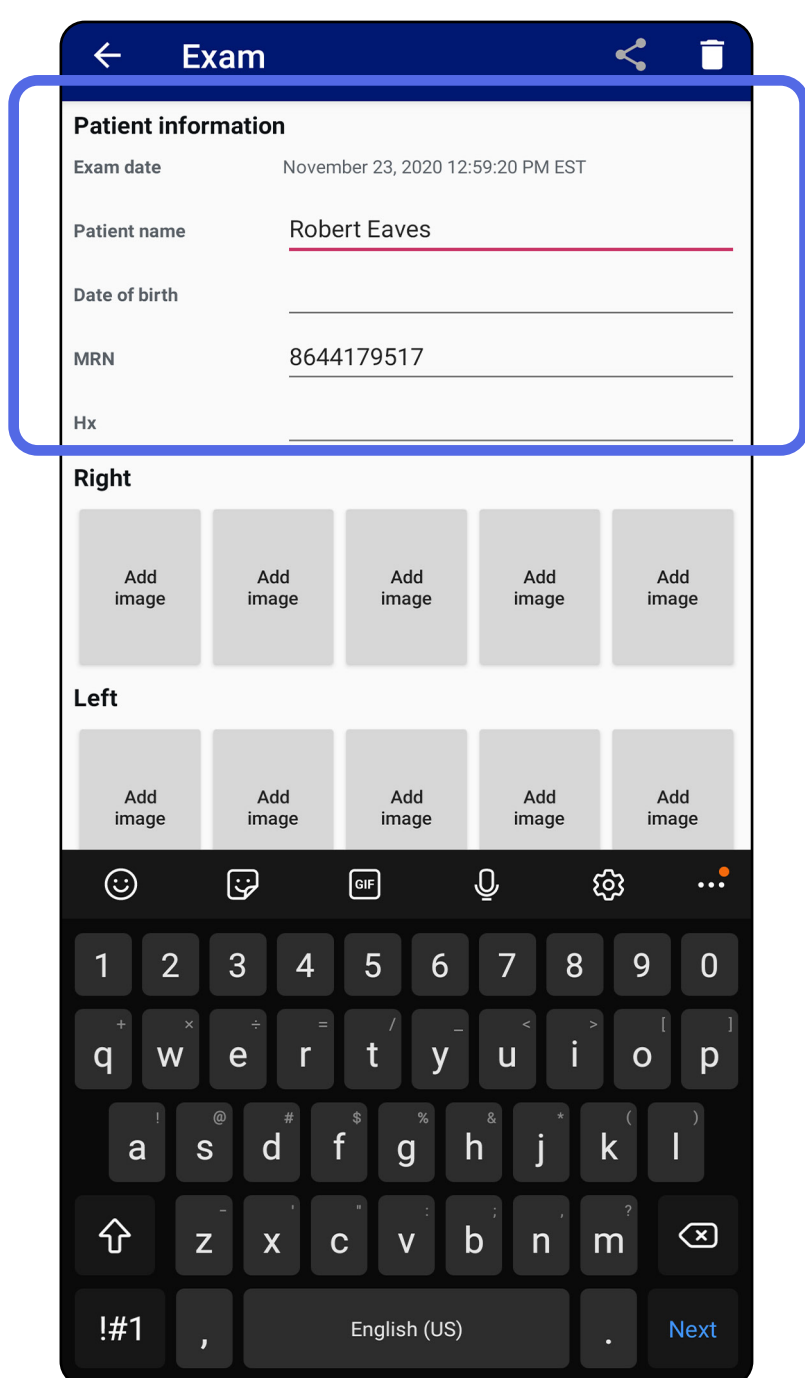 Exam
Patient information
Exam date November 23, 2020 12:59:20 PM EST
Patient name Robert Eaves
Date of birth
MRN 8644179517
Hx
Right
Add image Add image Add image Add image Add image
Left
Add image Add image Add image Add image Add image
GIF
1 2 3 4 5 6 7 8 9 0
+ × ÷ = / _ < > [ ]
q w e r t y u i o p
! @ # $ % & * ( )
a s d f g h j k l
- ' " : ; , ?
z x c v b n m
!#1 , English (US) . Next